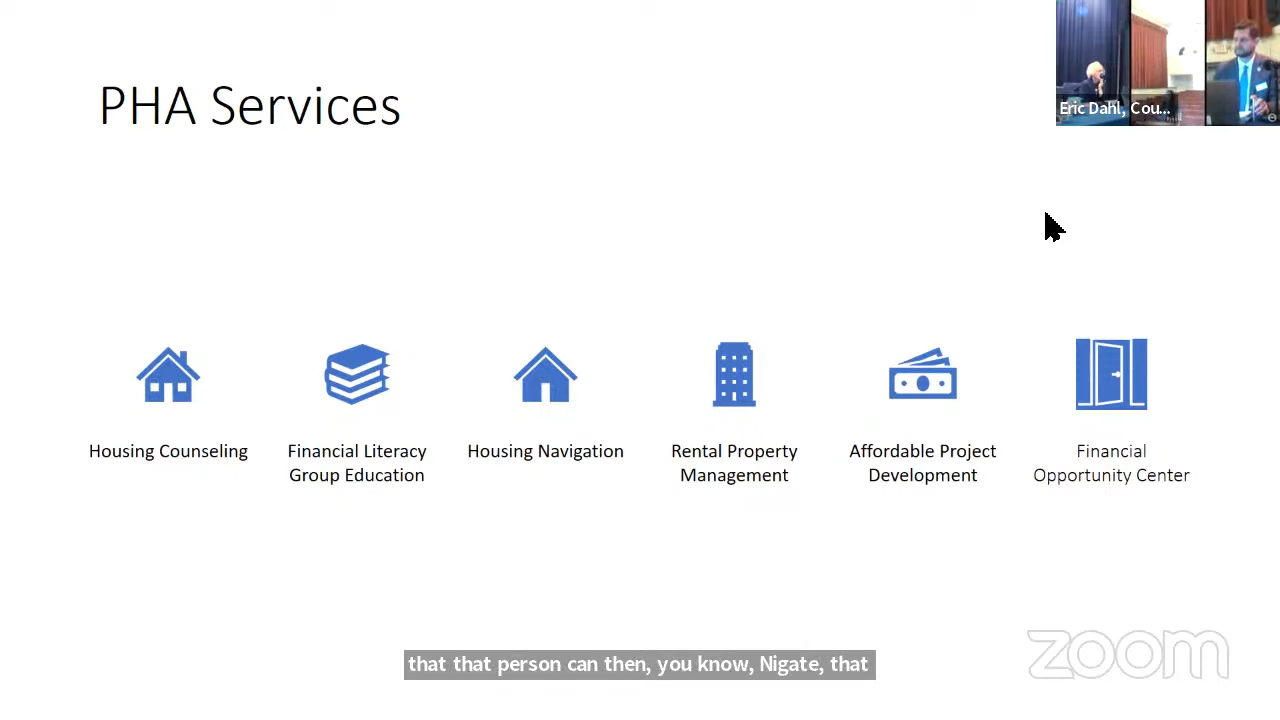 PHA Services
Eric Dahl, Cou...
Housing Counseling
Financial Literacy
Group Education
Housing Navigation
Rental Property
Management
Affordable Project
Development
Financial
Opportunity Center
that that person can then, you know, Nigate, that
zoom